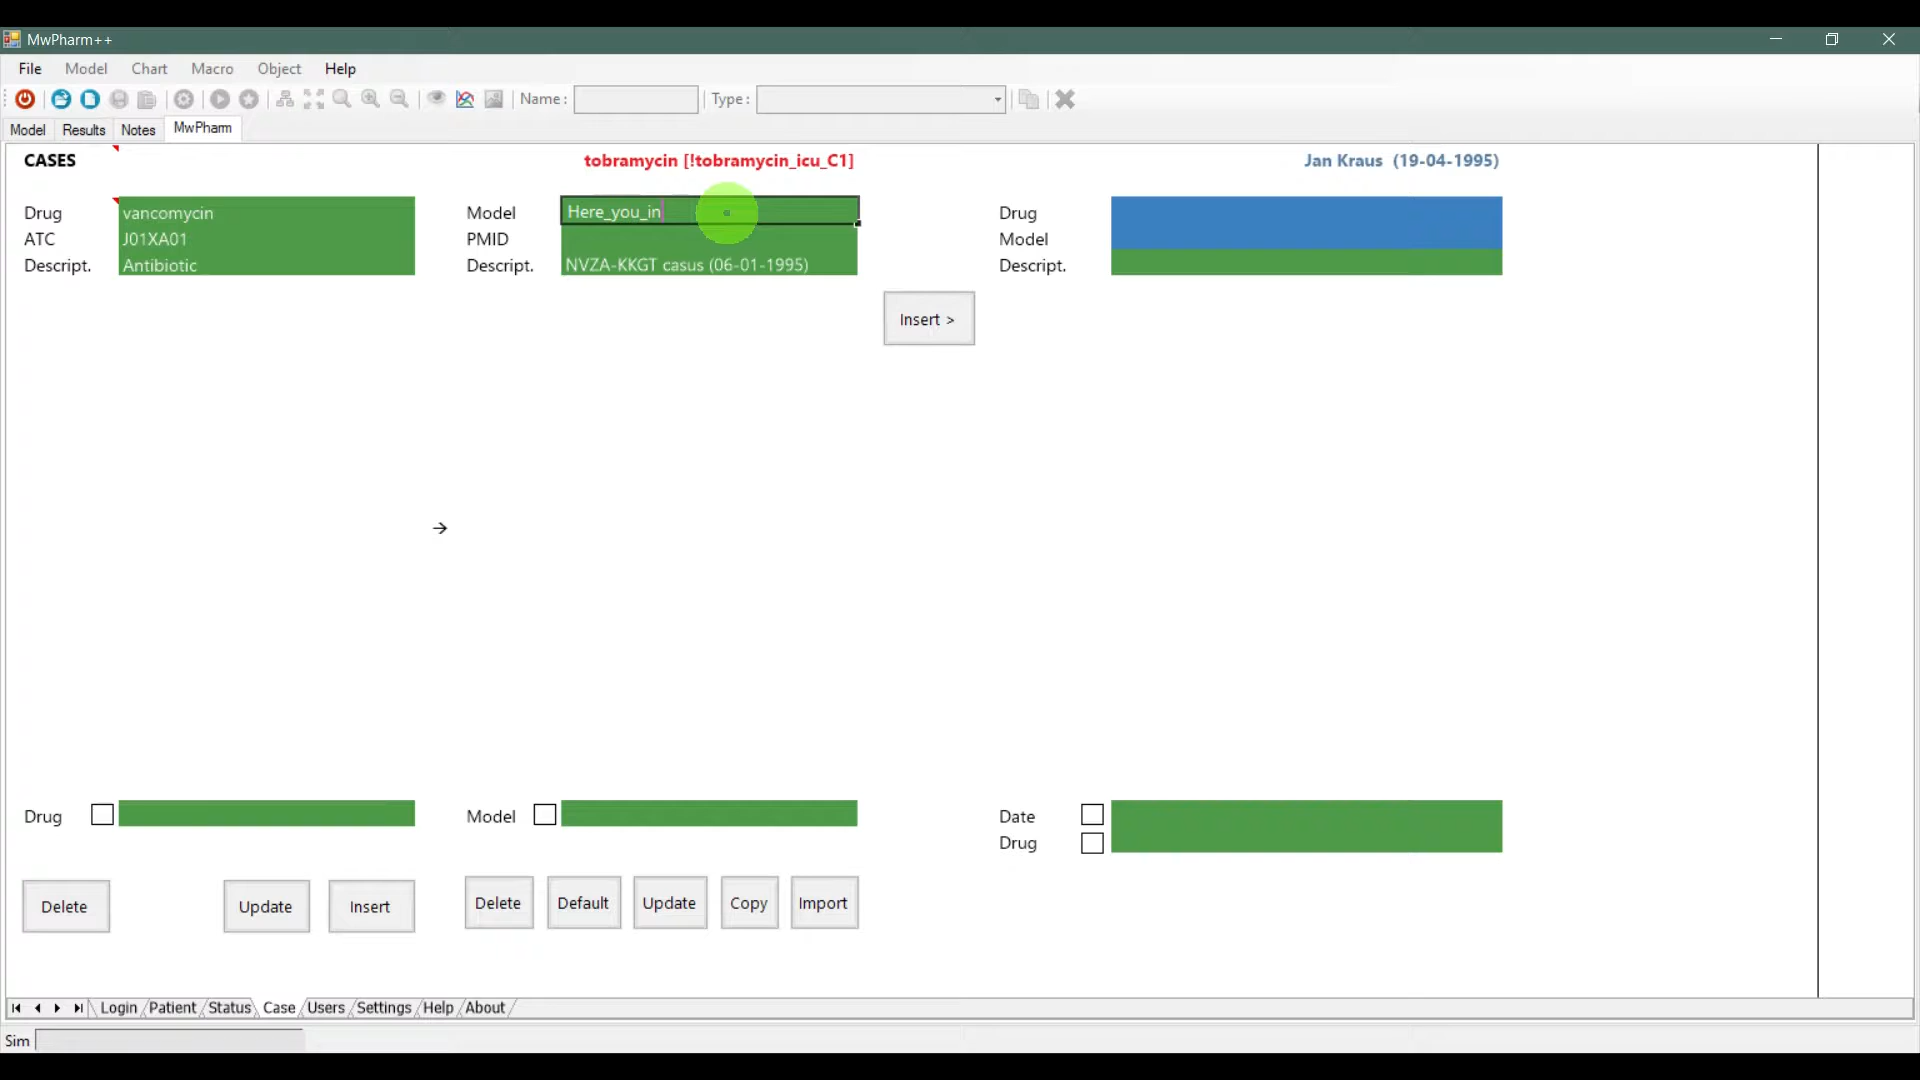 MwPharm++
File Model Chart Macro Object Help
Name : Type :
Model Results Notes MwPharm
CASES tobramycin [!tobramycin_icu_C1] Jan Kraus (19-04-1995)
Drug vancomycin Model Here_you_in Drug
ATC J01XA01 PMID Model
Descript. Antibiotic Descript. NVZA-KKGT casus (06-01-1995) Descript.
Insert >
Drug Model Date
Drug
Delete Update Insert Delete Default Update Copy Import
Login Patient Status Case Users Settings Help About
Sim